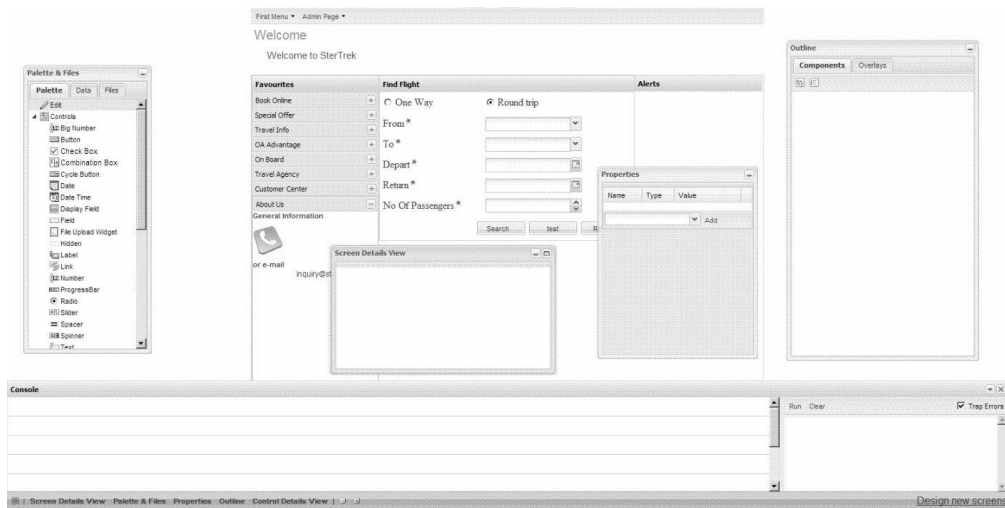 First Menu Admin Page
Welcome
Welcome to SterTrek
Palette & Files
Palette Data Files
Edit
Controls
Big Number
Button
Check Box
Combination Box
Cycle Button
Date
Date Time
Display Field
Field
File Upload Widget
Hidden
Label
Link
Number
ProgressBar
Radio
Slider
Spacer
Spinner
Text
Favourites
Book Online
Special Offer
Travel Info
OA Advantage
On Board
Travel Agency
Customer Center
About Us
General Information
or e-mail
inquiry@st
Find Flight
One Way Round trip
From *
To *
Depart *
Return *
No Of Passengers *
Search test R
Alerts
Screen Details View
Properties
Name Type Value
Add
Outline
Components Overlays
Console
Run Clear Trap Errors
Screen Details View Palette & Files Properties Outline Control Details View
Design new screens